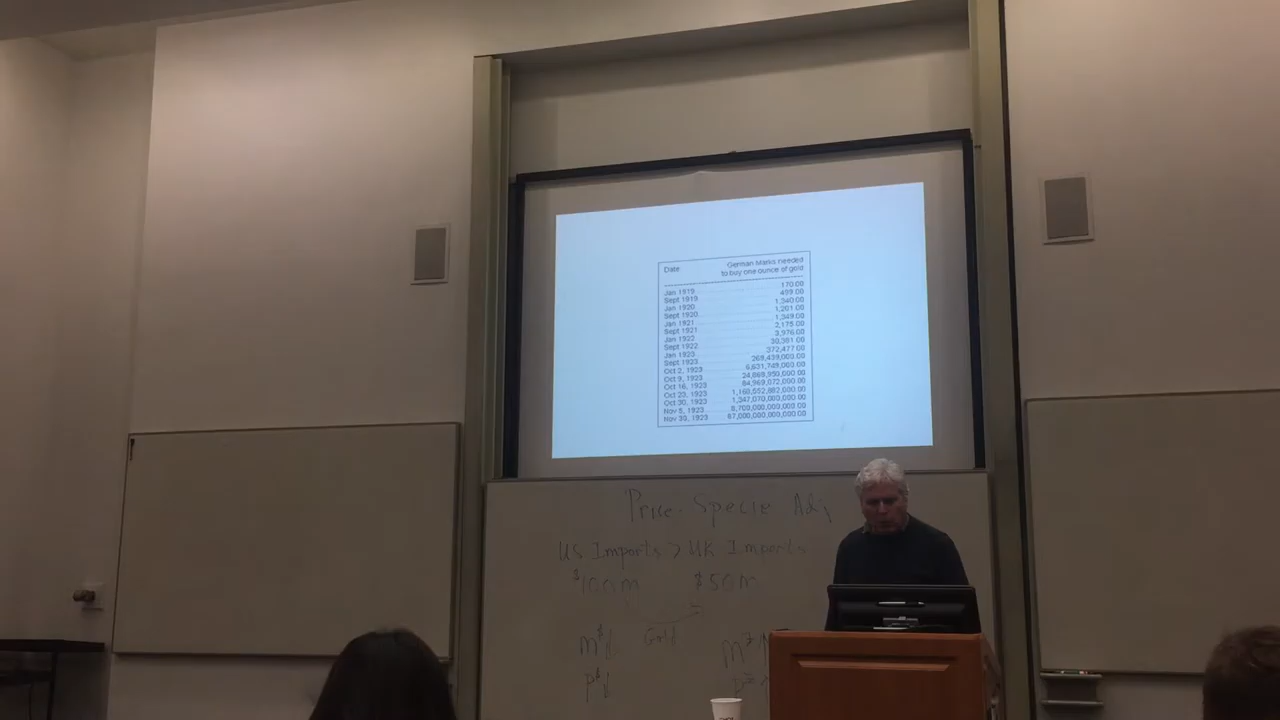 Date German Marks needed
to buy one ounce of gold
Jan 1919 170.00
Sept 1919 499.00
Jan 1920 1,340.00
Sept 1920 1,201.00
Jan 1921 1,349.00
Sept 1921 2,175.00
Jan 1922 3,976.00
Sept 1922 30,381.00
Jan 1923 372,477.00
Sept 1923 269,439,000.00
Oct 2, 1923 6,631,749,000.00
Oct 9, 1923 24,868,950,000.00
Oct 16, 1923 84,969,072,000.00
Oct 23, 1923 1,160,552,882,000.00
Oct 30, 1923 1,347,070,000,000.00
Nov 5, 1923 8,700,000,000,000.00
Nov 30, 1923 87,000,000,000,000.00
Price-Specie Adj
US Imports > UK Imports
$100m $50m
Gold
M$↓
P$↓